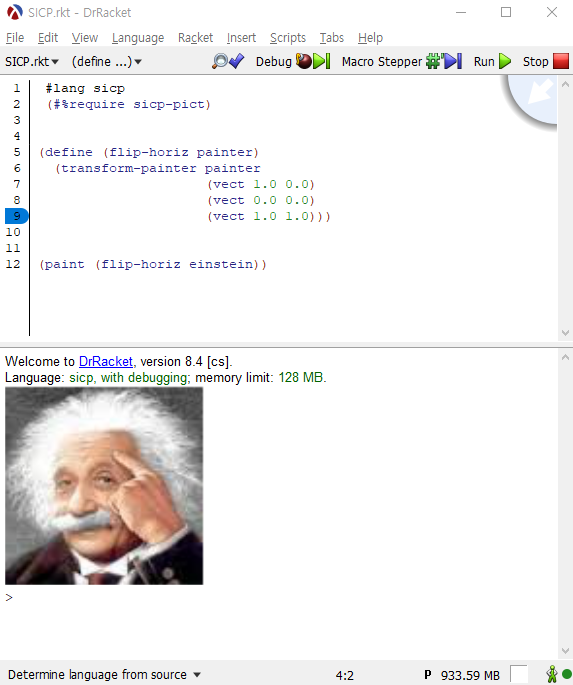 SICP.rkt - DrRacket
File Edit View Language Racket Insert Scripts Tabs Help
SICP.rkt (define ...) Debug Macro Stepper Run Stop
1 #lang sicp
2 (#%require sicp-pict)
3
4
5 (define (flip-horiz painter)
6 (transform-painter painter
7 (vect 1.0 0.0)
8 (vect 0.0 0.0)
9 (vect 1.0 1.0)))
10
11
12 (paint (flip-horiz einstein))
Welcome to DrRacket, version 8.4 [cs].
Language: sicp, with debugging; memory limit: 128 MB.
>
Determine language from source 4:2 P 933.59 MB